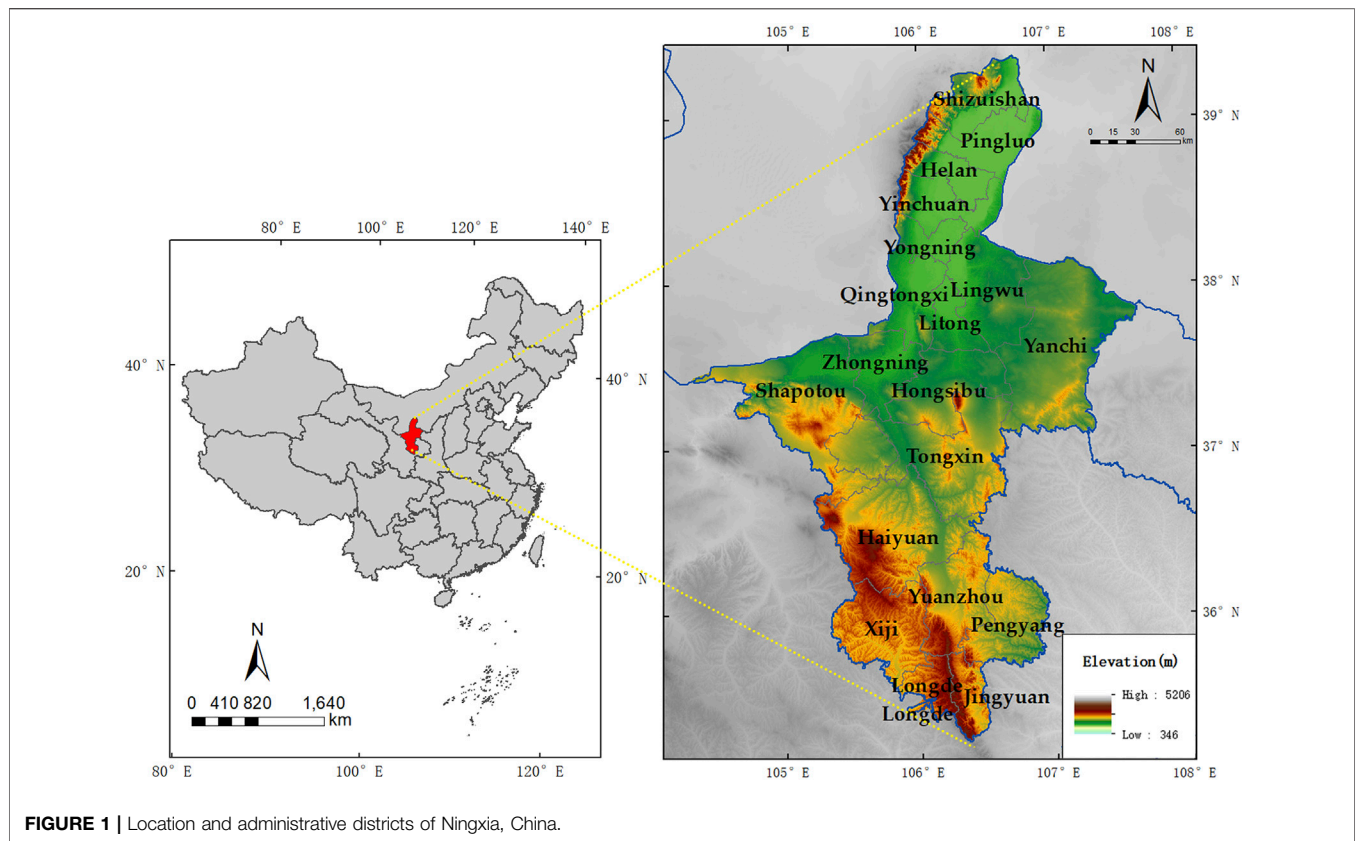 105° E 106° E 107° E 108° E
N
Shizuishan
39° N
Pingluo
0 15 30 60
km
Helan
Yinchuan
80° E 100° E 120° E 140° E
Yongning
38° N
Qingtongxi
Lingwu
Litong
Yanchi
40° N
Zhongning
40° N
Shapotou
Hongsibu
37° N
Tongxin
Haiyuan
20° N
20° N
Yuanzhou
36° N
Pengyang
Xiji
N
Elevation(m)
Longde
Jingyuan
High : 5206
0 410 820 1,640
km
Longde
Low : 346
80° E 100° E 120° E
105° E 106° E 107° E 108° E
FIGURE 1 | Location and administrative districts of Ningxia, China.